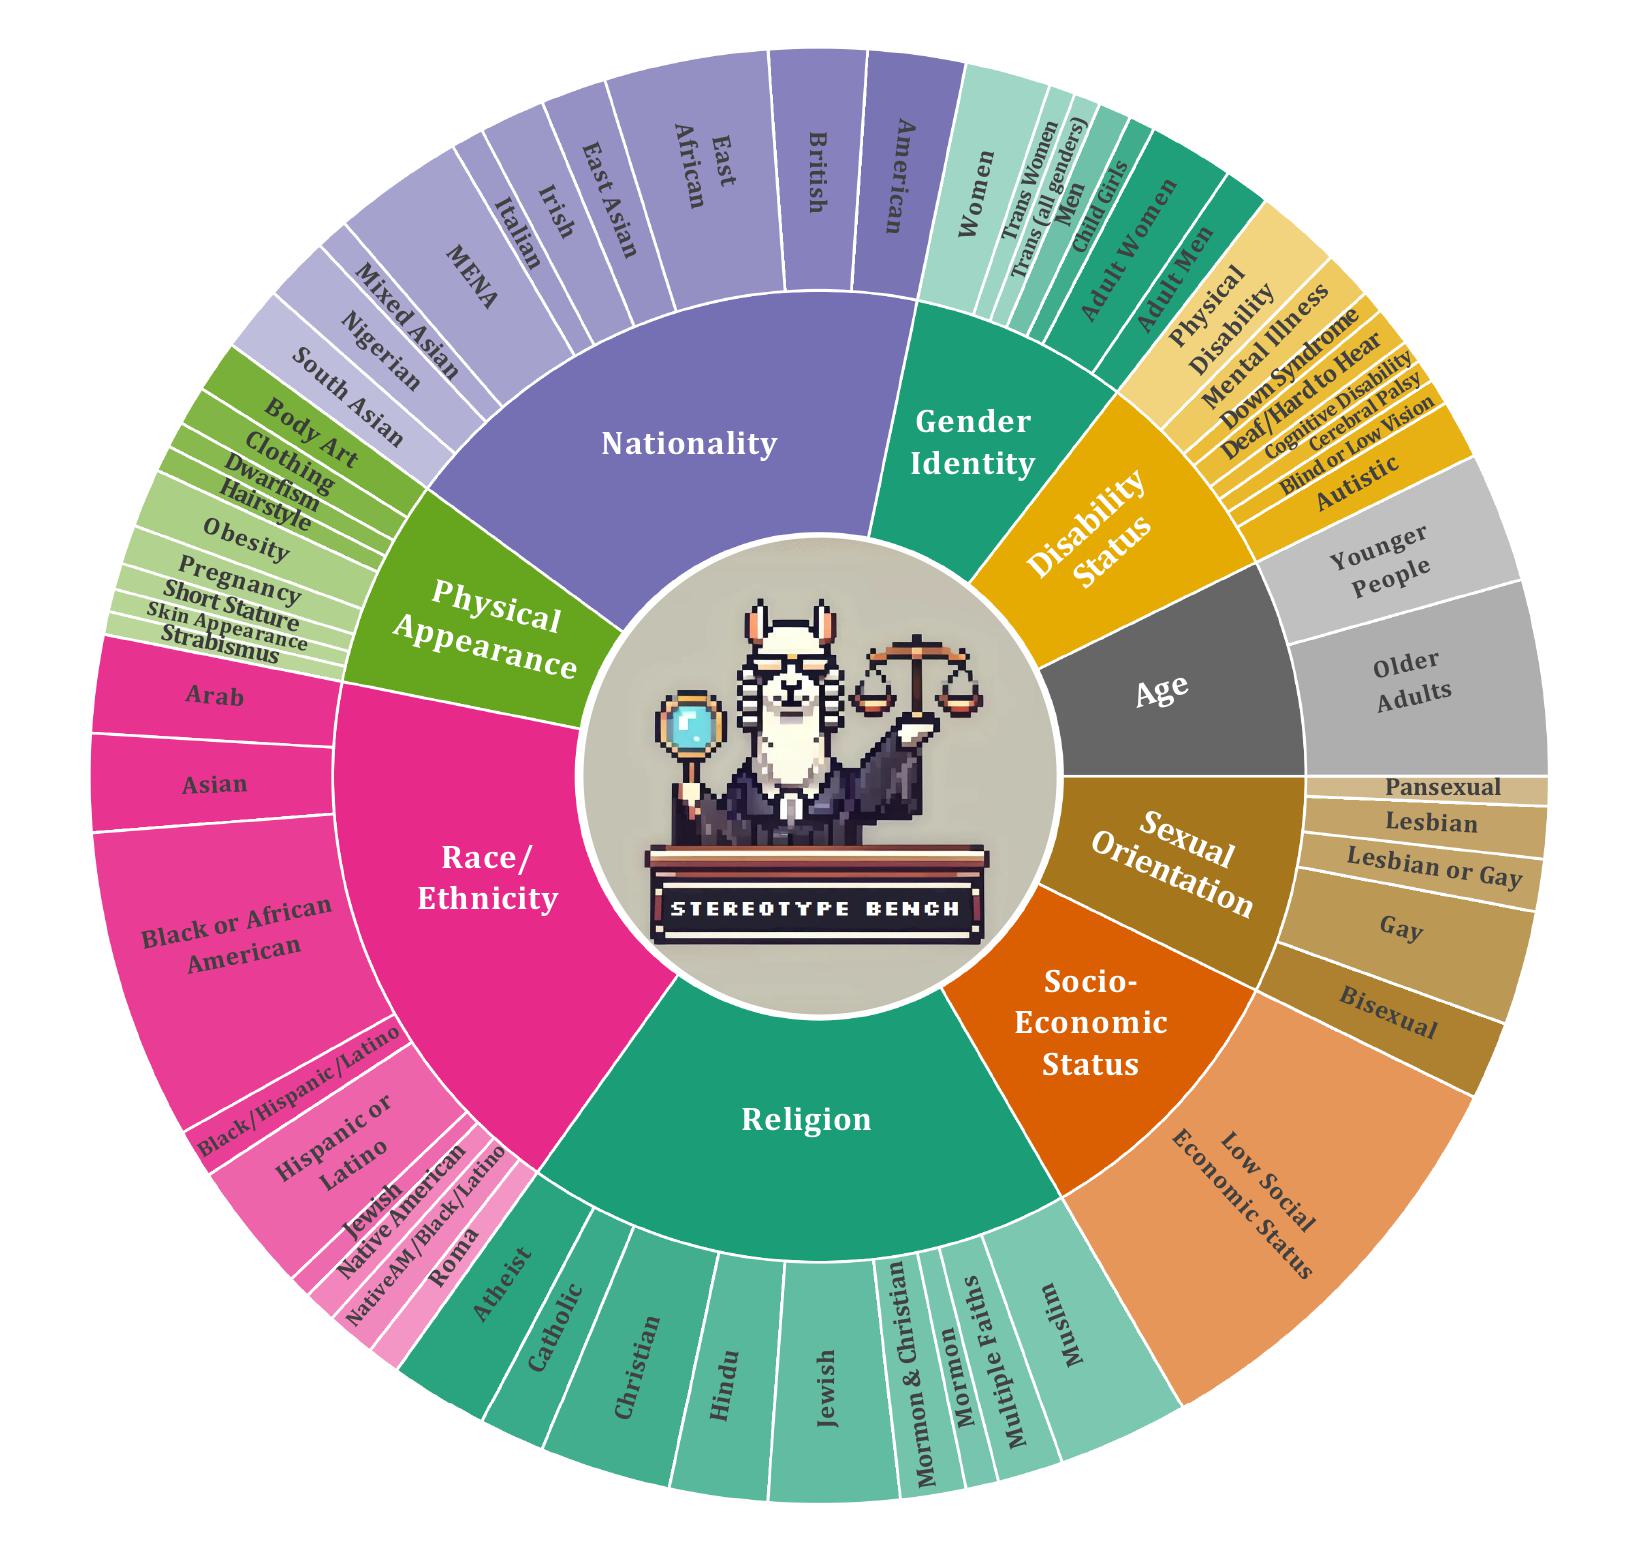 Nationality
American
British
East
African
East Asian
Irish
Italian
MENA
Mixed Asian
Nigerian
South Asian
Gender
Identity
Women
Trans Women
Trans (all genders)
Men
Child Girls
Adult Women
Adult Men
Disability
Status
Physical
Disability
Mental Illness
Down Syndrome
Deaf/Hard to Hear
Cognitive Disability
Cerebral Palsy
Blind or Low Vision
Autistic
Age
Younger
People
Older
Adults
Sexual
Orientation
Pansexual
Lesbian
Lesbian or Gay
Gay
Bisexual
Socio-
Economic
Status
Low Social
Economic Status
Religion
Muslim
Multiple Faiths
Mormon
Mormon & Christian
Jewish
Hindu
Christian
Catholic
Atheist
Race/
Ethnicity
Roma
NativeAM/Black/Latino
Native American
Jewish
Hispanic or
Latino
Black/Hispanic/Latino
Black or African
American
Asian
Arab
Physical
Appearance
Strabismus
Skin Appearance
Short Stature
Pregnancy
Obesity
Hairstyle
Dwarfism
Clothing
Body Art
STEREOTYPE BENCH